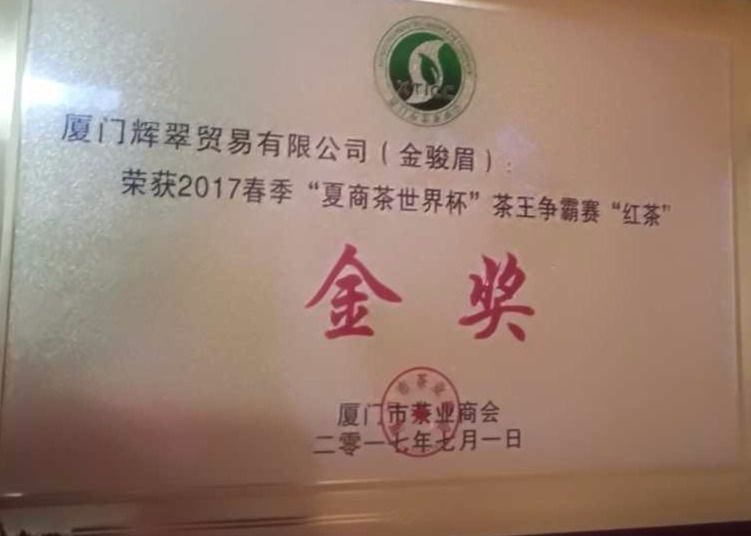 厦门辉翠贸易有限公司（金骏眉）:
荣获2017春季“夏商茶世界杯”茶王争霸赛“红茶”
金奖
厦门市茶业商会
二零一七年七月一日